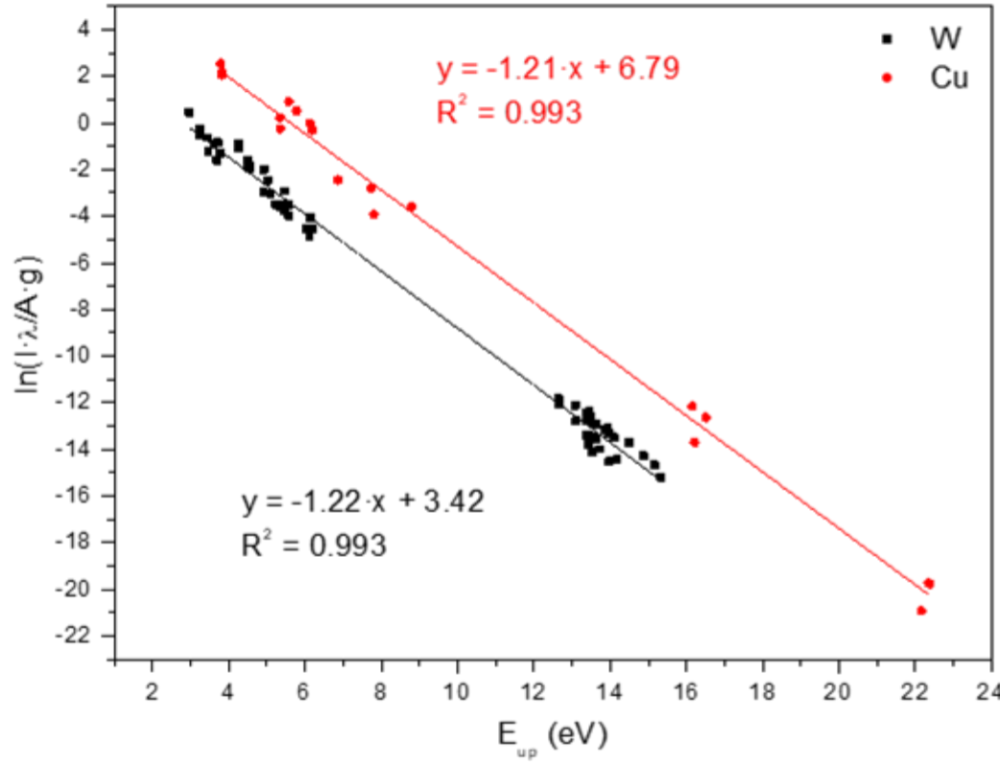 W
Cu
y = -1.21·x + 6.79
R² = 0.993
y = -1.22·x + 3.42
R² = 0.993
4
2
0
-2
-4
-6
-8
-10
-12
-14
-16
-18
-20
-22
ln(I·λ/A·g)
2 4 6 8 10 12 14 16 18 20 22 24
E_up (eV)